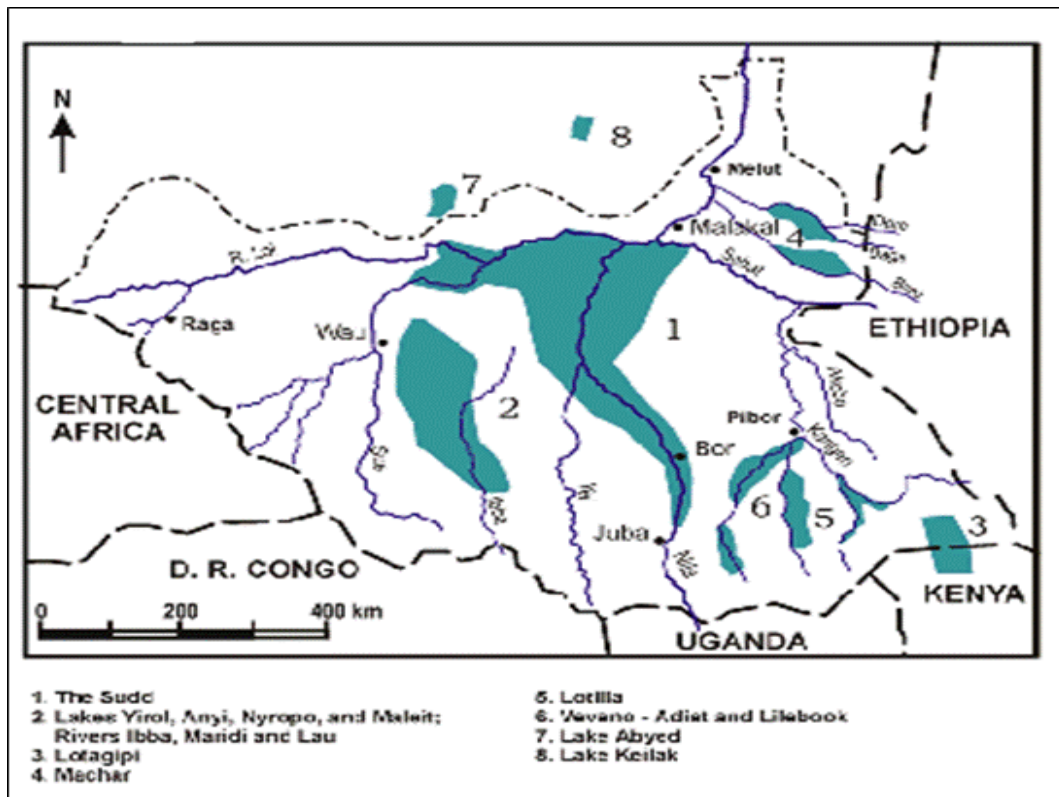 N
8
7
Melut
Malakal
4
Sobat
R. Lol
1
Raga
Wau
ETHIOPIA
CENTRAL
AFRICA
2
Pibor
Bor
Kangen
Sue
6
5
3
Juba
Nile
D. R. CONGO
KENYA
0 200 400 km
UGANDA
1. The Sudd
2. Lakes Yirol, Anyi, Nyropo, and Maleit;
Rivers Ibba, Maridi and Lau
3. Lotagipi
4. Machar
5. Lotilla
6. Veveno - Adiet and Lilebook
7. Lake Abyed
8. Lake Keilak